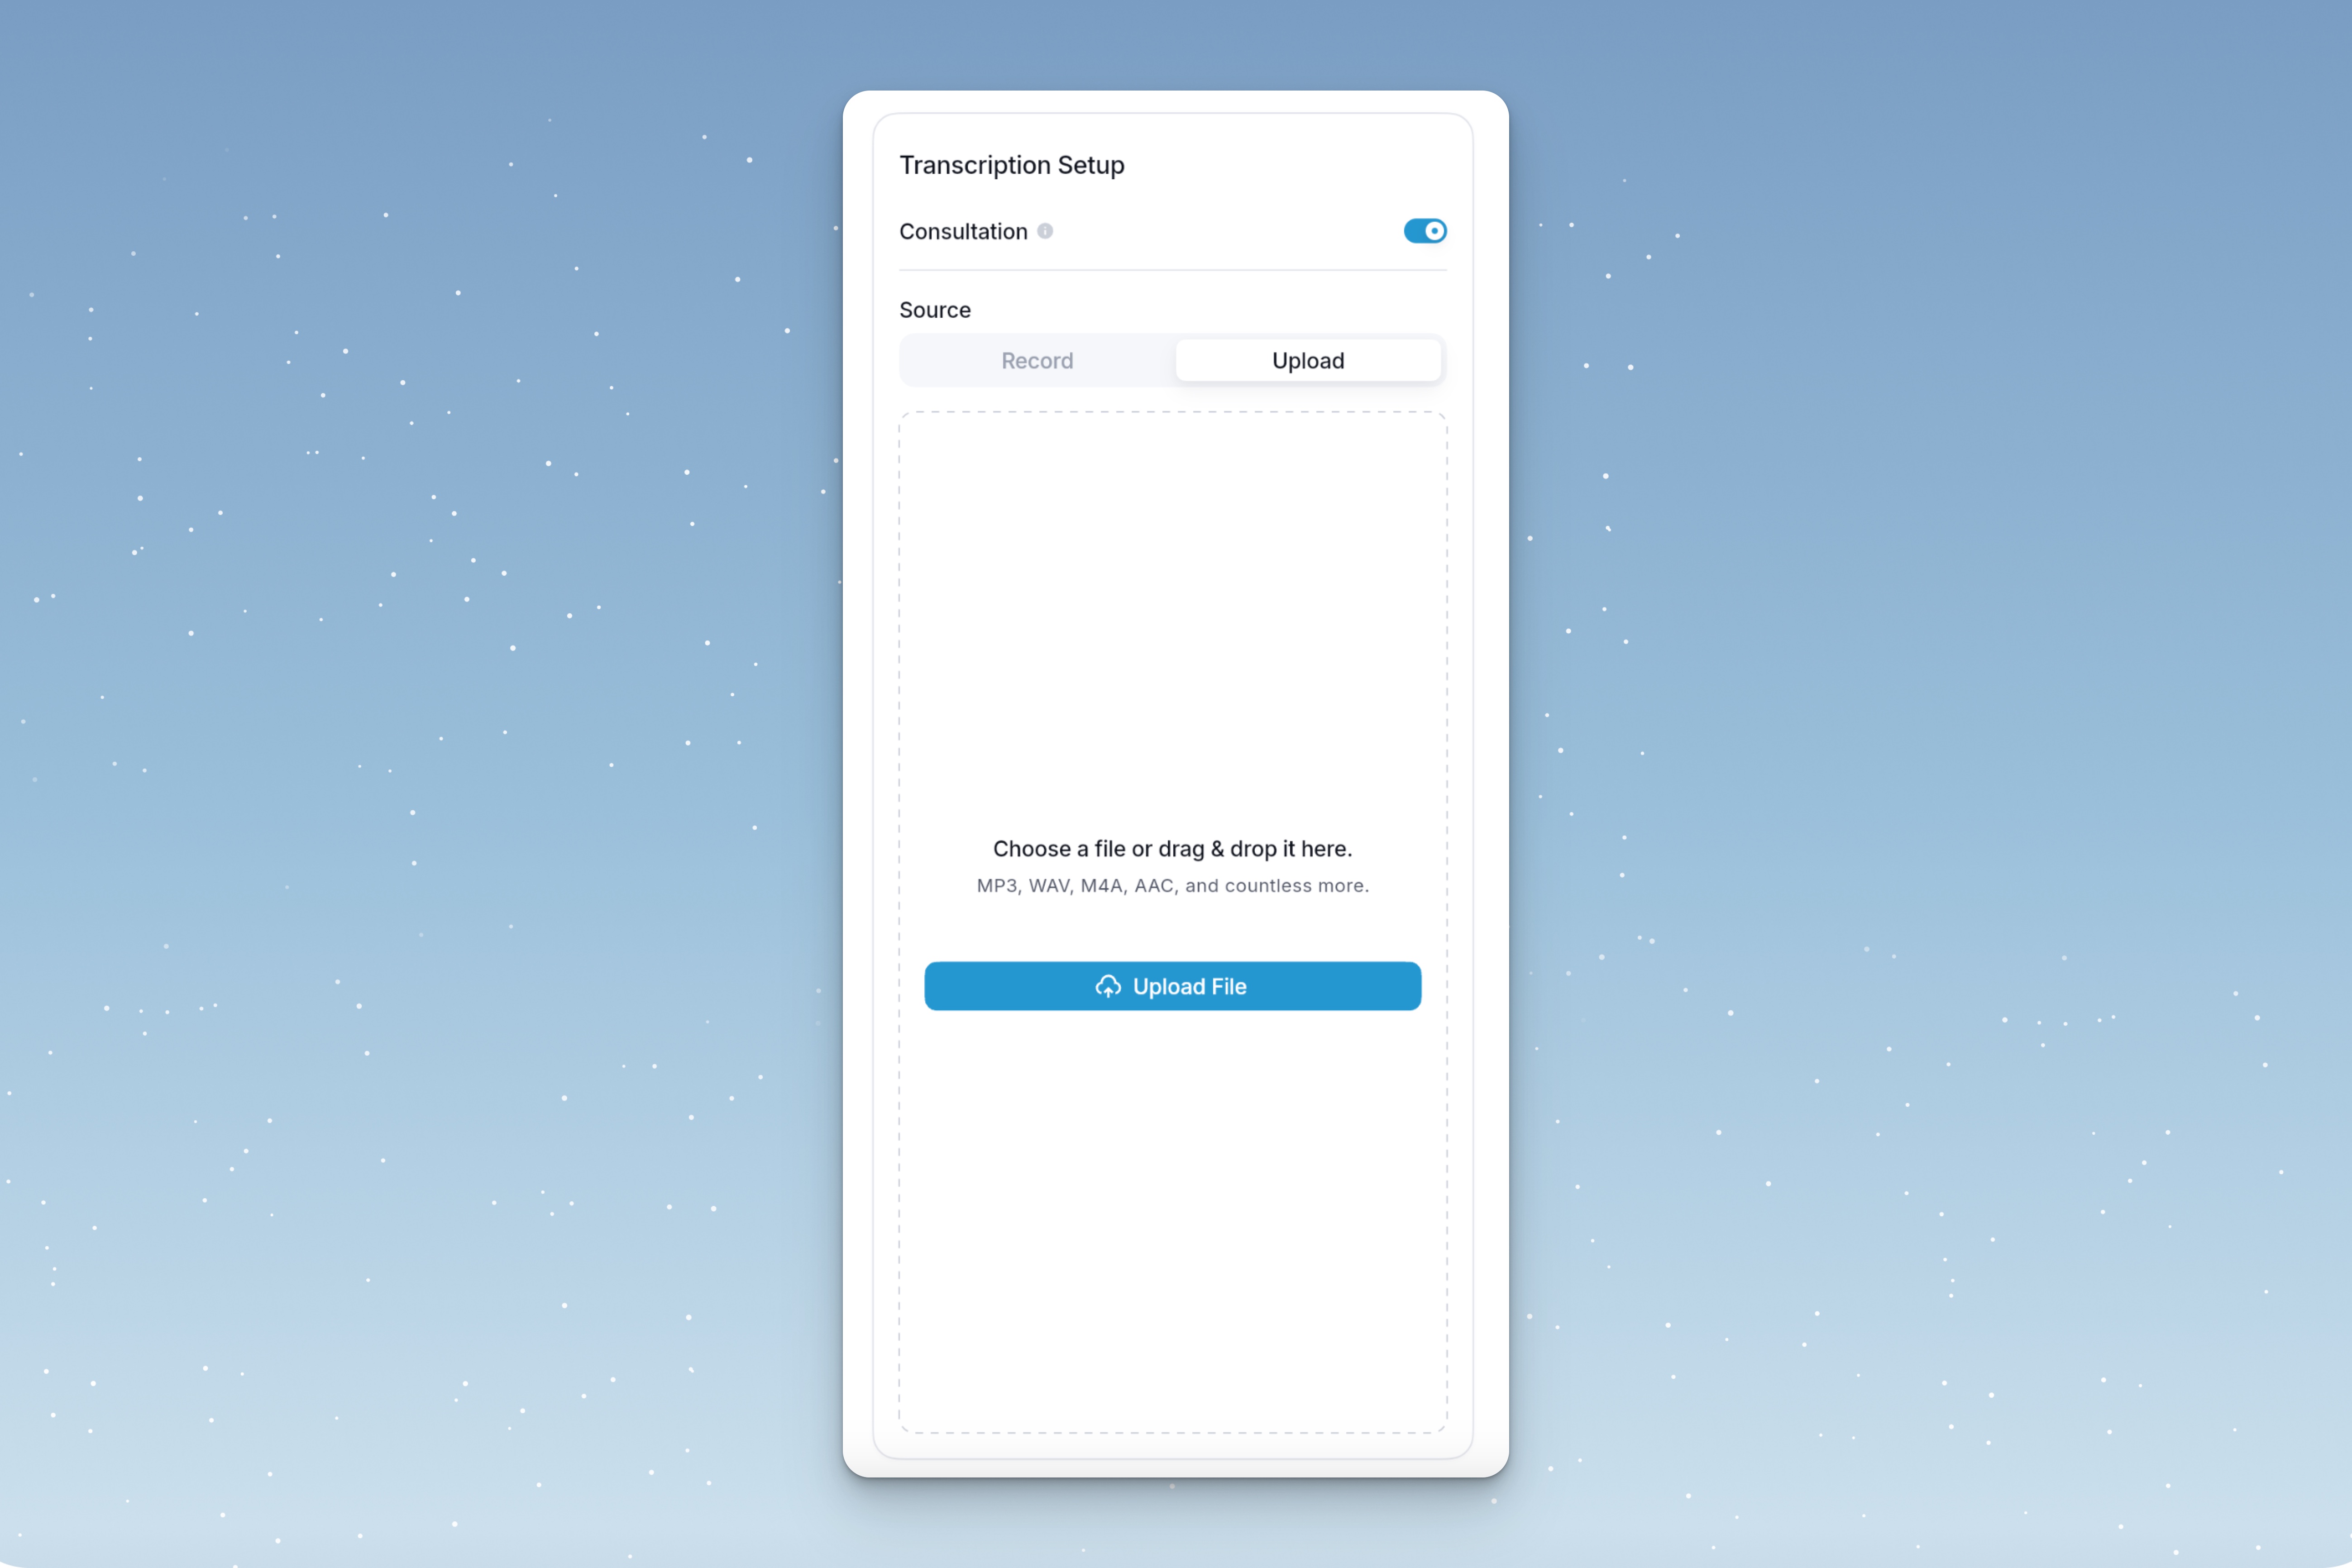 Transcription Setup
Consultation
Source
Record
Upload
Choose a file or drag & drop it here.
MP3, WAV, M4A, AAC, and countless more.
Upload File